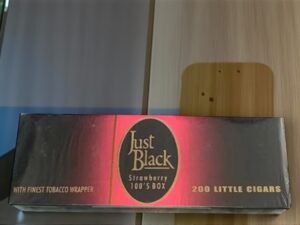 Just
Black
Strawberry
100'S BOX
WITH FINEST TOBACCO WRAPPER
200 LITTLE CIGARS